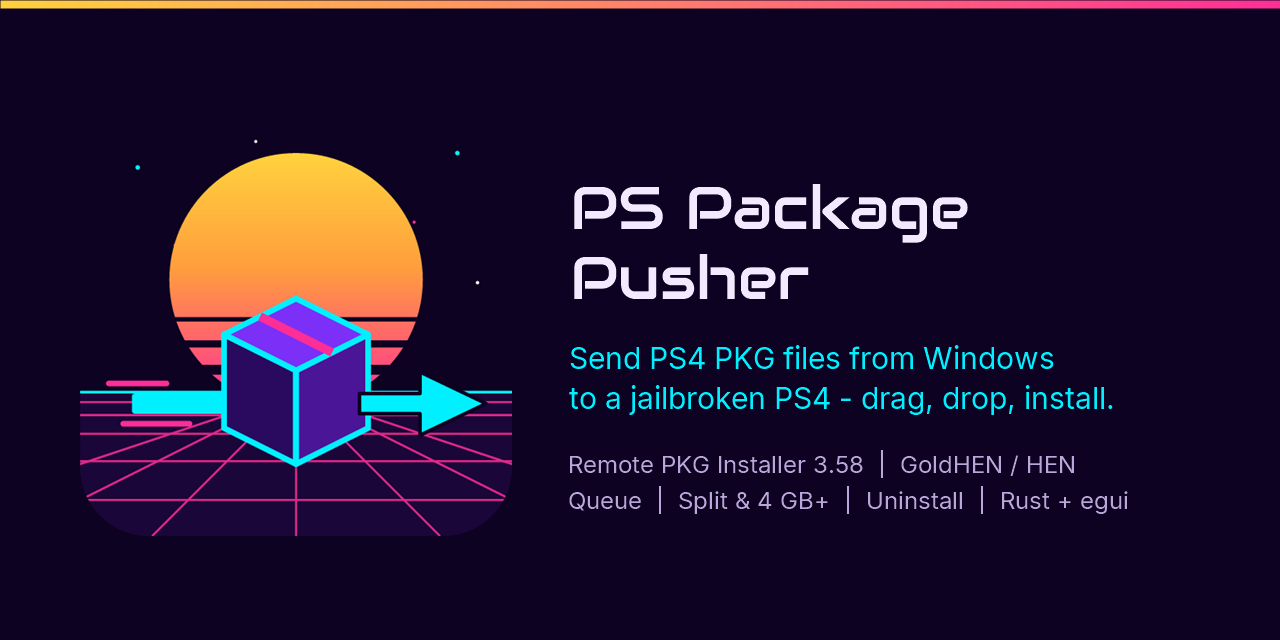 PS Package
Pusher
Send PS4 PKG files from Windows
to a jailbroken PS4 - drag, drop, install.
Remote PKG Installer 3.58 | GoldHEN / HEN
Queue | Split & 4 GB+ | Uninstall | Rust + egui